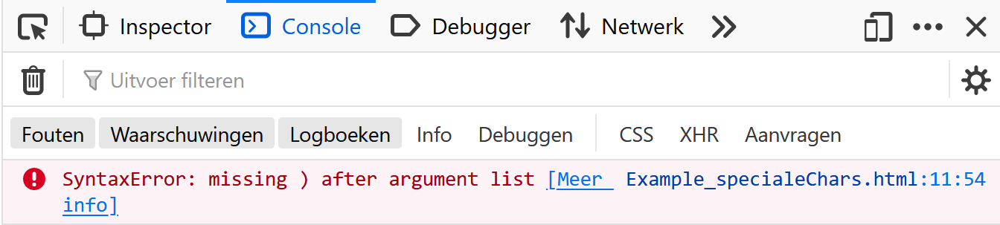 Inspector Console Debugger Netwerk
Uitvoer filteren
Fouten Waarschuwingen Logboeken Info Debuggen CSS XHR Aanvragen
SyntaxError: missing ) after argument list [Meer Example_specialeChars.html:11:54
info]